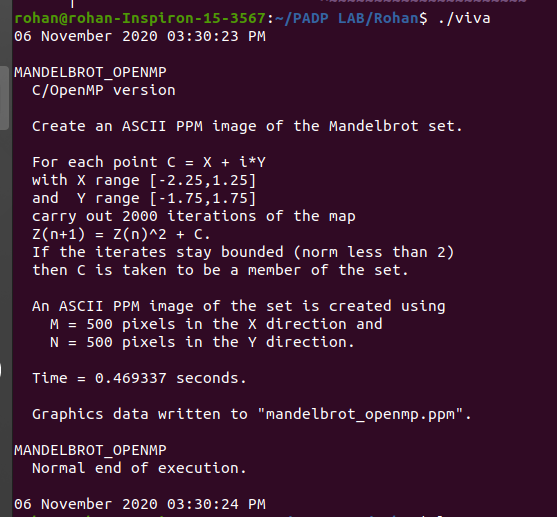 rohan@rohan-Inspiron-15-3567:~/PADP LAB/Rohan$ ./viva
06 November 2020 03:30:23 PM
MANDELBROT_OPENMP
C/OpenMP version
Create an ASCII PPM image of the Mandelbrot set.
For each point C = X + i*Y
with X range [-2.25,1.25]
and  Y range [-1.75,1.75]
carry out 2000 iterations of the map
Z(n+1) = Z(n)^2 + C.
If the iterates stay bounded (norm less than 2)
then C is taken to be a member of the set.
An ASCII PPM image of the set is created using
M = 500 pixels in the X direction and
N = 500 pixels in the Y direction.
Time = 0.469337 seconds.
Graphics data written to "mandelbrot_openmp.ppm".
MANDELBROT_OPENMP
Normal end of execution.
06 November 2020 03:30:24 PM